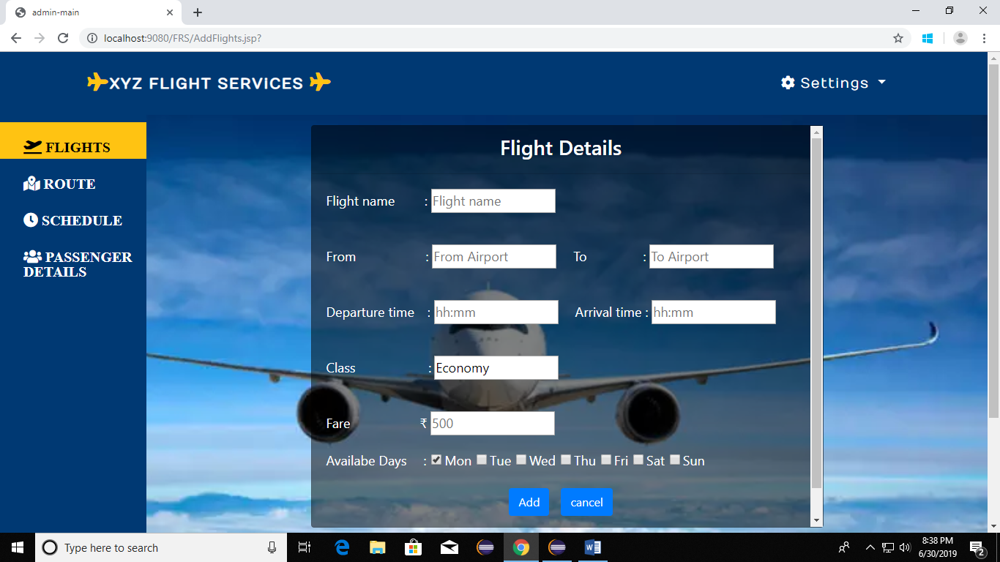 admin-main
localhost:9080/FRS/AddFlights.jsp?
XYZ FLIGHT SERVICES
Settings
FLIGHTS
ROUTE
SCHEDULE
PASSENGER
DETAILS
Flight Details
Flight name : Flight name
From : From Airport To : To Airport
Departure time : hh:mm Arrival time : hh:mm
Class : Economy
Fare ₹ 500
Availabe Days : Mon Tue Wed Thu Fri Sat Sun
Add cancel
Type here to search
8:38 PM
6/30/2019
2